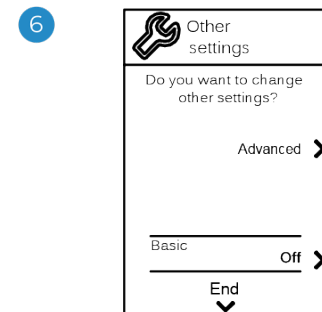 6
Other
settings
Do you want to change
other settings?
Advanced
Basic
Off
End